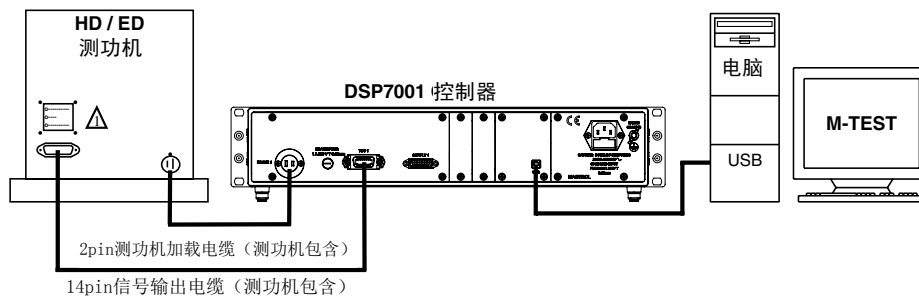 HD / ED
测功机
电脑
DSP7001 控制器
M-TEST
USB
2pin测功机加载电缆（测功机包含）
14pin信号输出电缆（测功机包含）